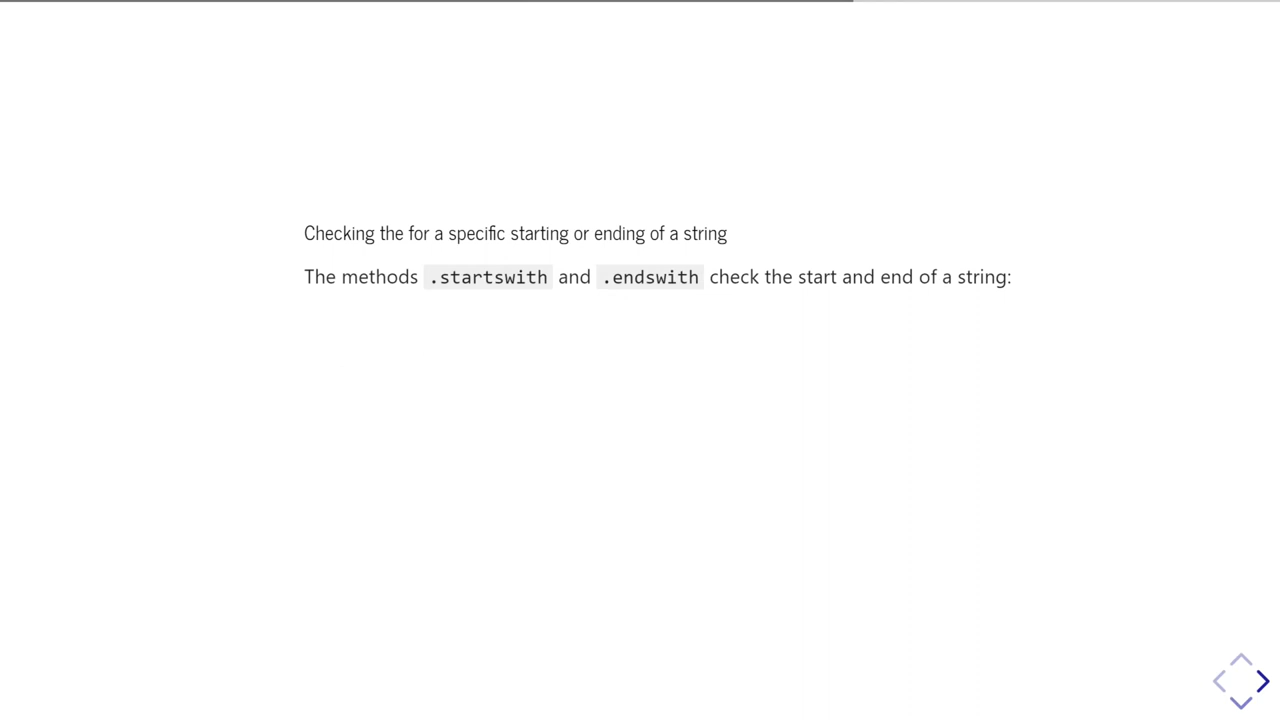 Checking the for a specific starting or ending of a string
The methods .startswith and .endswith check the start and end of a string: